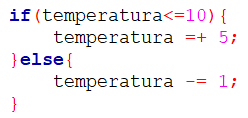 if(temperatura<=10){
    temperatura =+ 5;
}else{
    temperatura -= 1;
}